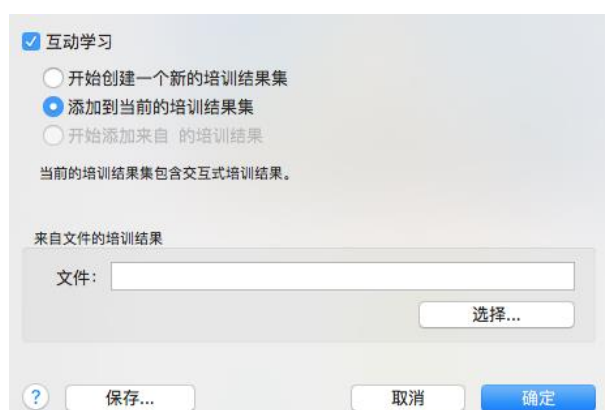 互动学习
开始创建一个新的培训结果集
添加到当前的培训结果集
开始添加来自 的培训结果
当前的培训结果集包含交互式培训结果。
来自文件的培训结果
文件:
选择...
? 保存... 取消 确定